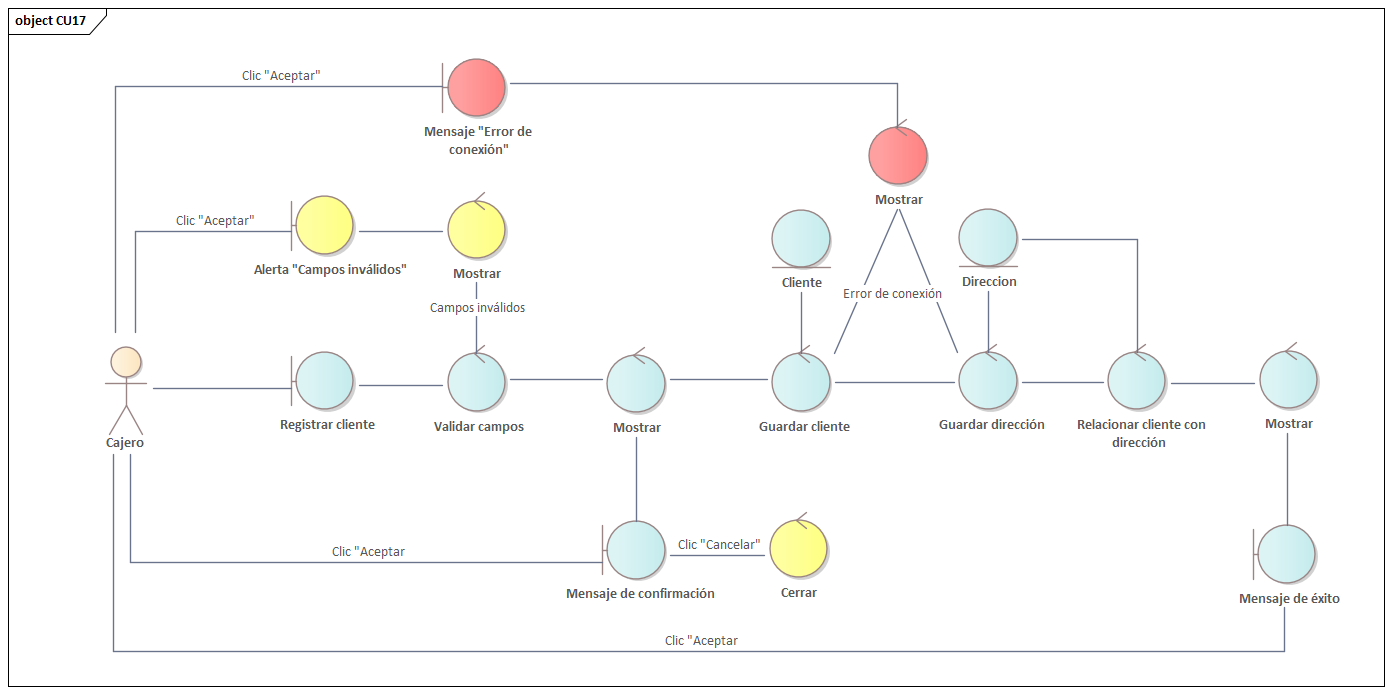 object CU17
Clic "Aceptar"
Mensaje "Error de
conexión"
Mostrar
Clic "Aceptar"
Alerta "Campos inválidos"
Mostrar
Cliente
Direccion
Error de conexión
Campos inválidos
Cajero
Registrar cliente
Validar campos
Mostrar
Guardar cliente
Guardar dirección
Relacionar cliente con
dirección
Mostrar
Clic "Aceptar
Mensaje de confirmación
Clic "Cancelar"
Cerrar
Mensaje de éxito
Clic "Aceptar